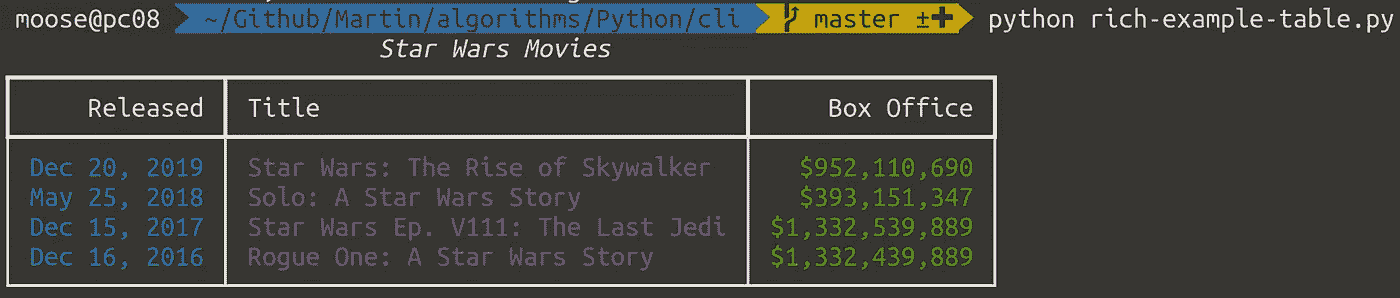 moose@pc08 ~/Github/Martin/algorithms/Python/cli master ±✚ python rich-example-table.py
Star Wars Movies
Released Title Box Office
Dec 20, 2019 Star Wars: The Rise of Skywalker $952,110,690
May 25, 2018 Solo: A Star Wars Story $393,151,347
Dec 15, 2017 Star Wars Ep. V111: The Last Jedi $1,332,539,889
Dec 16, 2016 Rogue One: A Star Wars Story $1,332,439,889